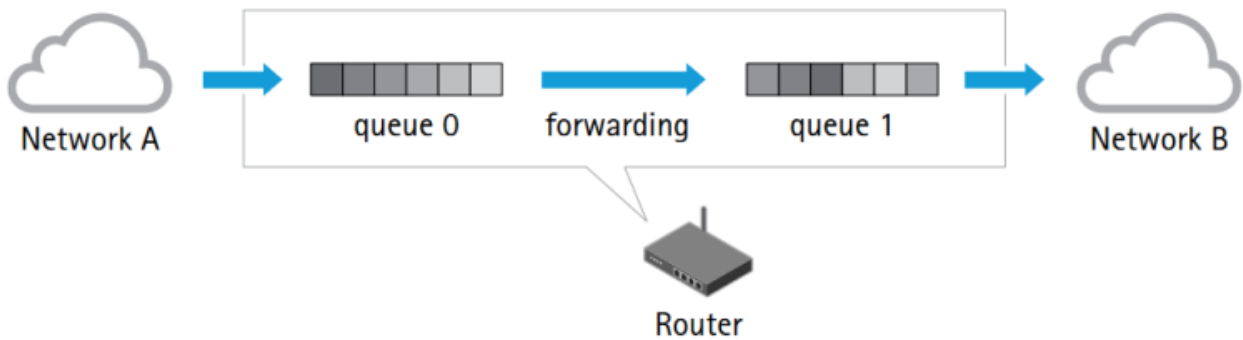 Network A
queue 0
forwarding
queue 1
Network B
Router